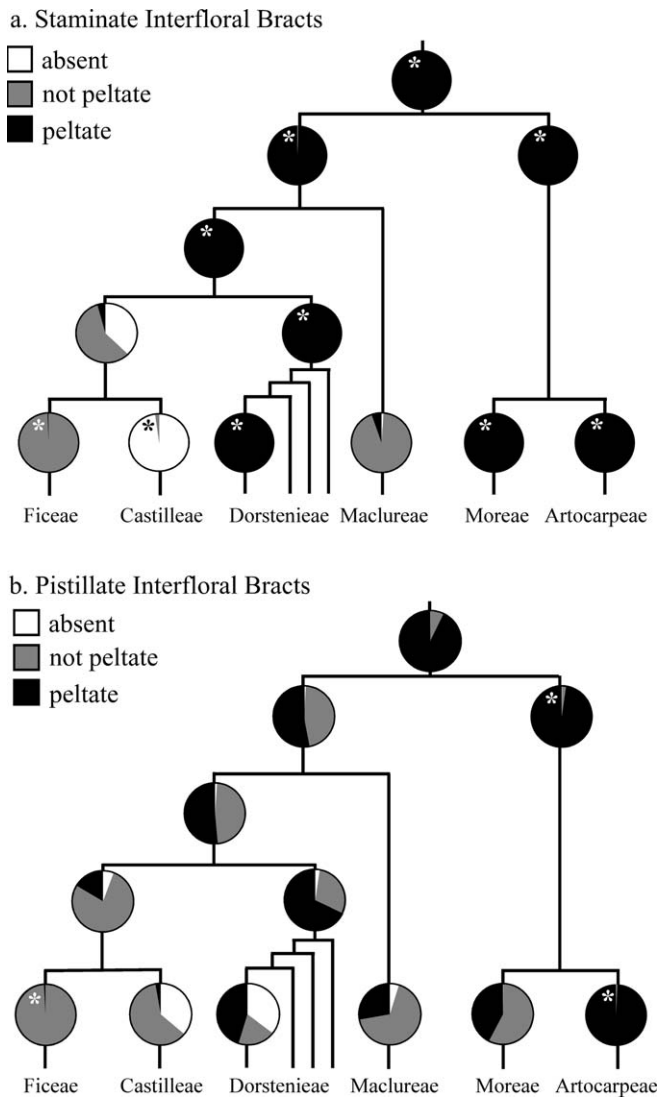 a. Staminate Interfloral Bracts
absent
not peltate
peltate
*
*
*
*
*
*
*
*
*
*
Ficeae Castilleae Dorstenieae Maclureae Moreae Artocarpeae
b. Pistillate Interfloral Bracts
absent
not peltate
peltate
*
*
*
Ficeae Castilleae Dorstenieae Maclureae Moreae Artocarpeae